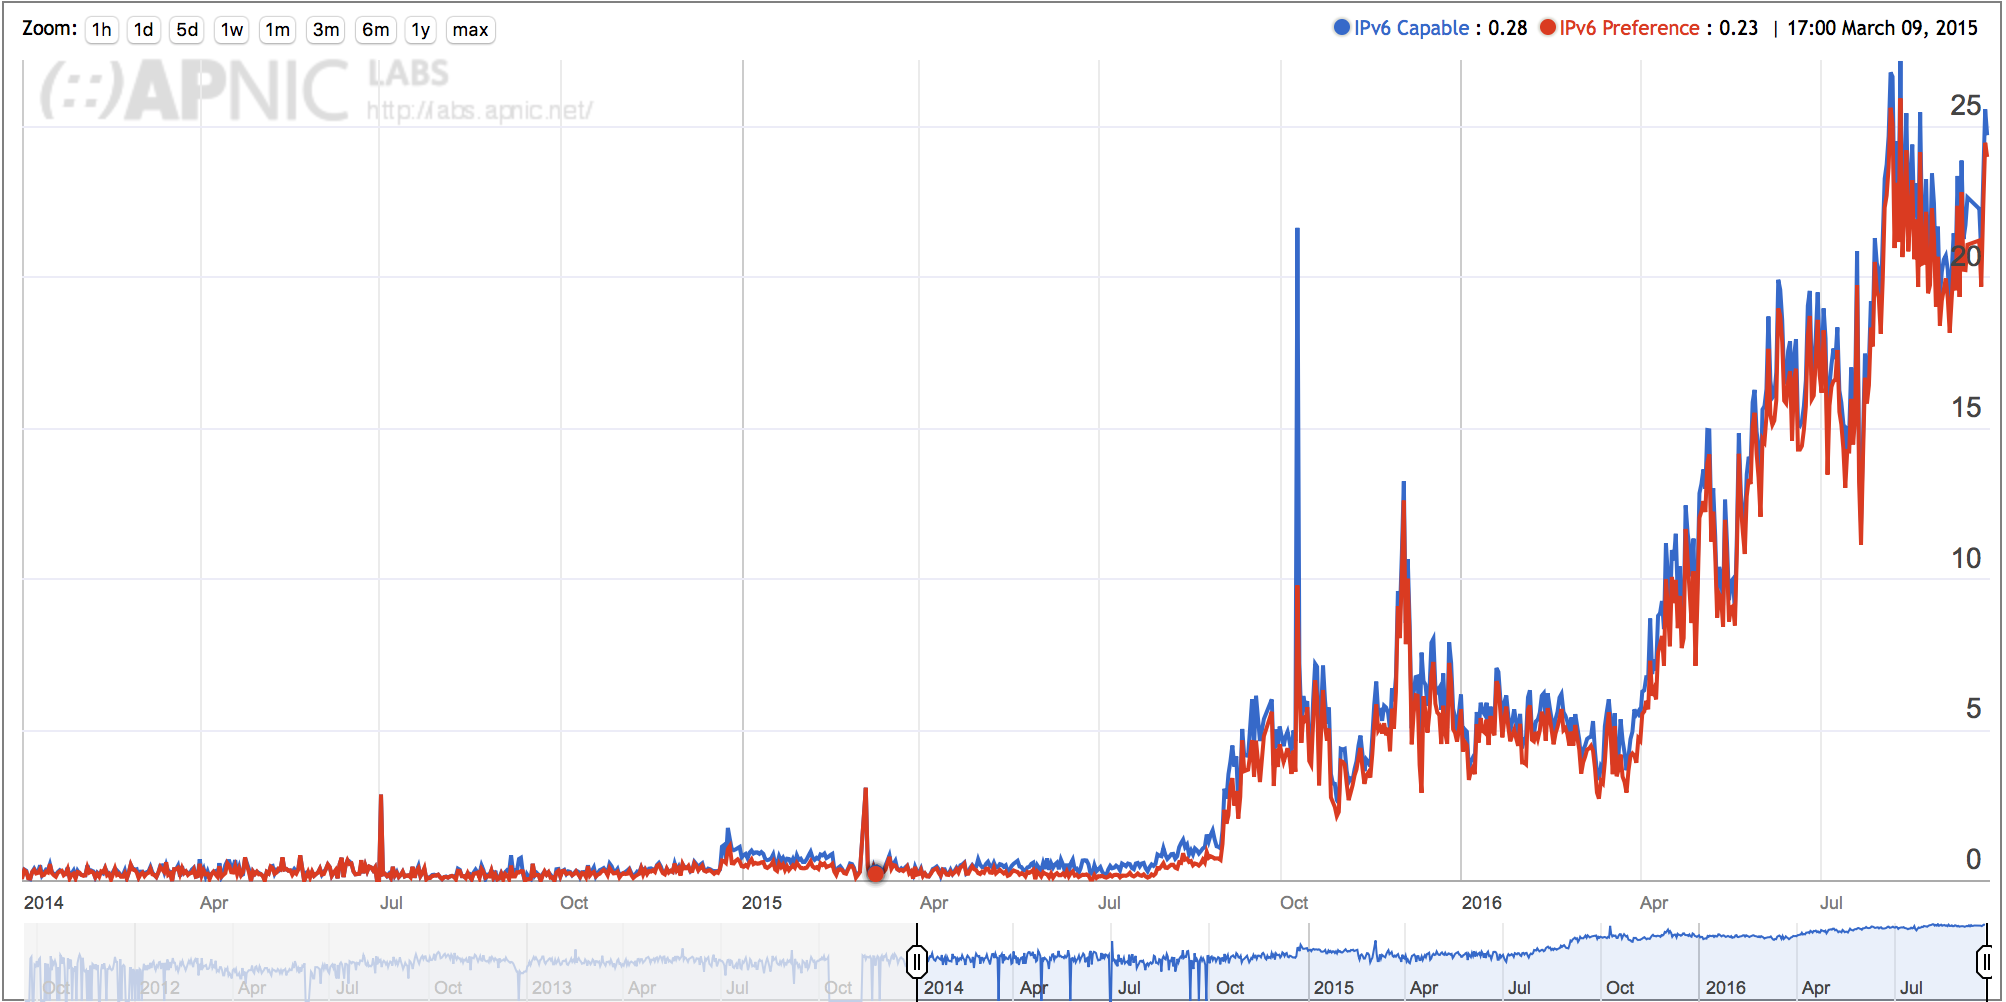 Zoom: 1h 1d 5d 1w 1m 3m 6m 1y max
IPv6 Capable : 0.28 IPv6 Preference : 0.23 | 17:00 March 09, 2015
(::)APNIC LABS
http://labs.apnic.net/
25
20
15
10
5
0
2014 Apr Jul Oct 2015 Apr Jul Oct 2016 Apr Jul
Oct 2012 Apr Jul Oct 2013 Apr Jul Oct 2014 Apr Jul Oct 2015 Apr Jul Oct 2016 Apr Jul